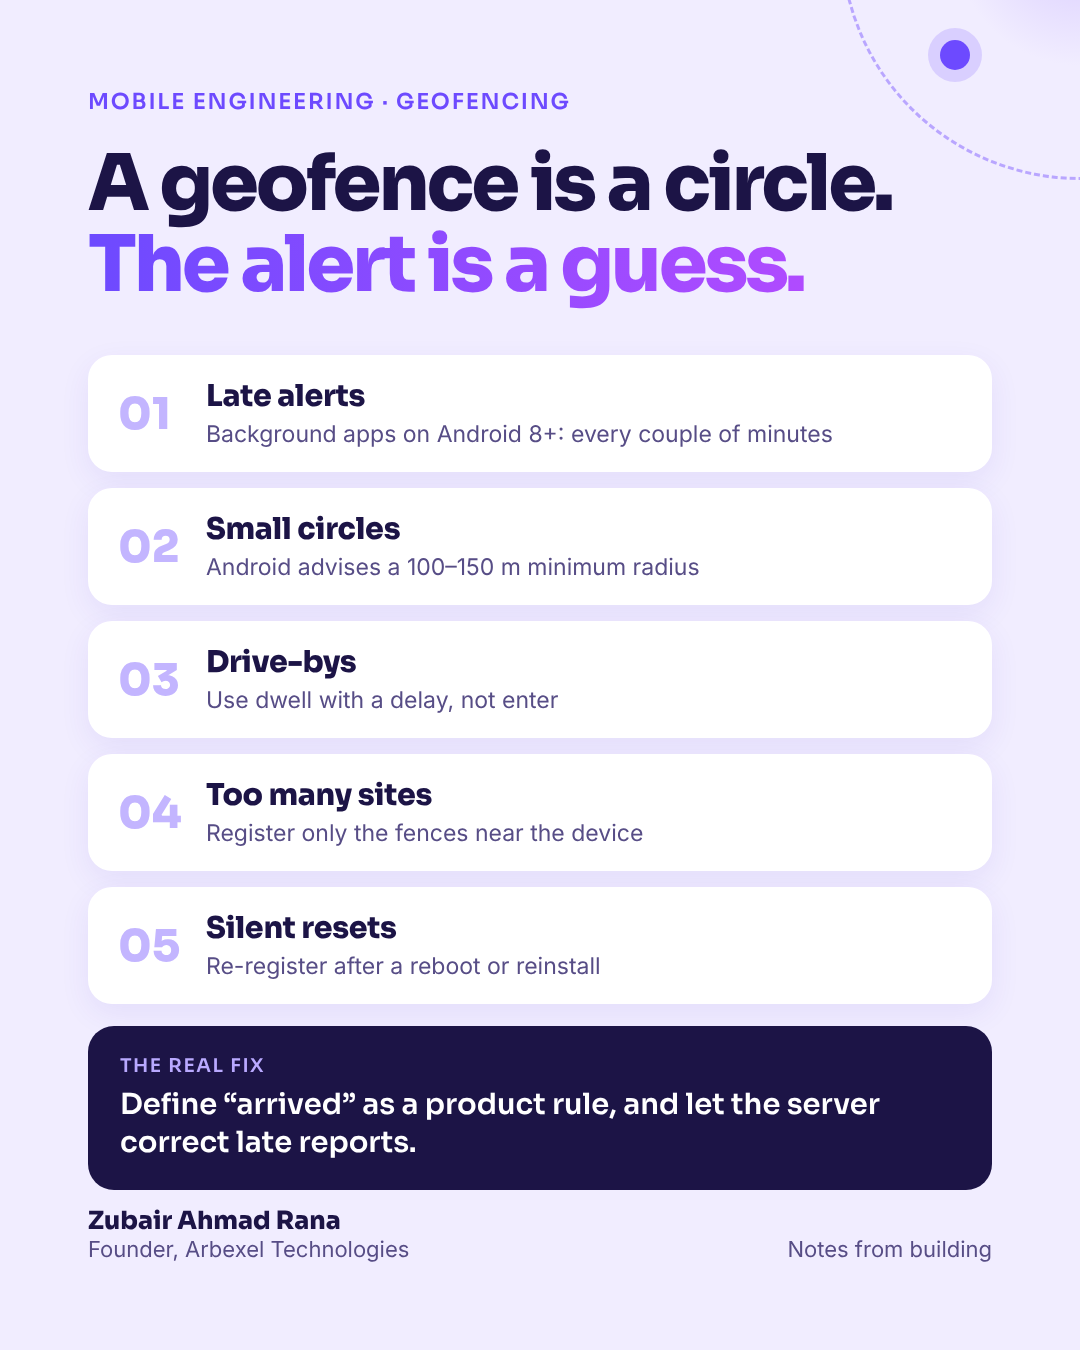 MOBILE ENGINEERING · GEOFENCING
A geofence is a circle.
The alert is a guess.
01
Late alerts
Background apps on Android 8+: every couple of minutes
02
Small circles
Android advises a 100–150 m minimum radius
03
Drive-bys
Use dwell with a delay, not enter
04
Too many sites
Register only the fences near the device
05
Silent resets
Re-register after a reboot or reinstall
THE REAL FIX
Define “arrived” as a product rule, and let the server
correct late reports.
Zubair Ahmad Rana
Founder, Arbexel Technologies
Notes from building